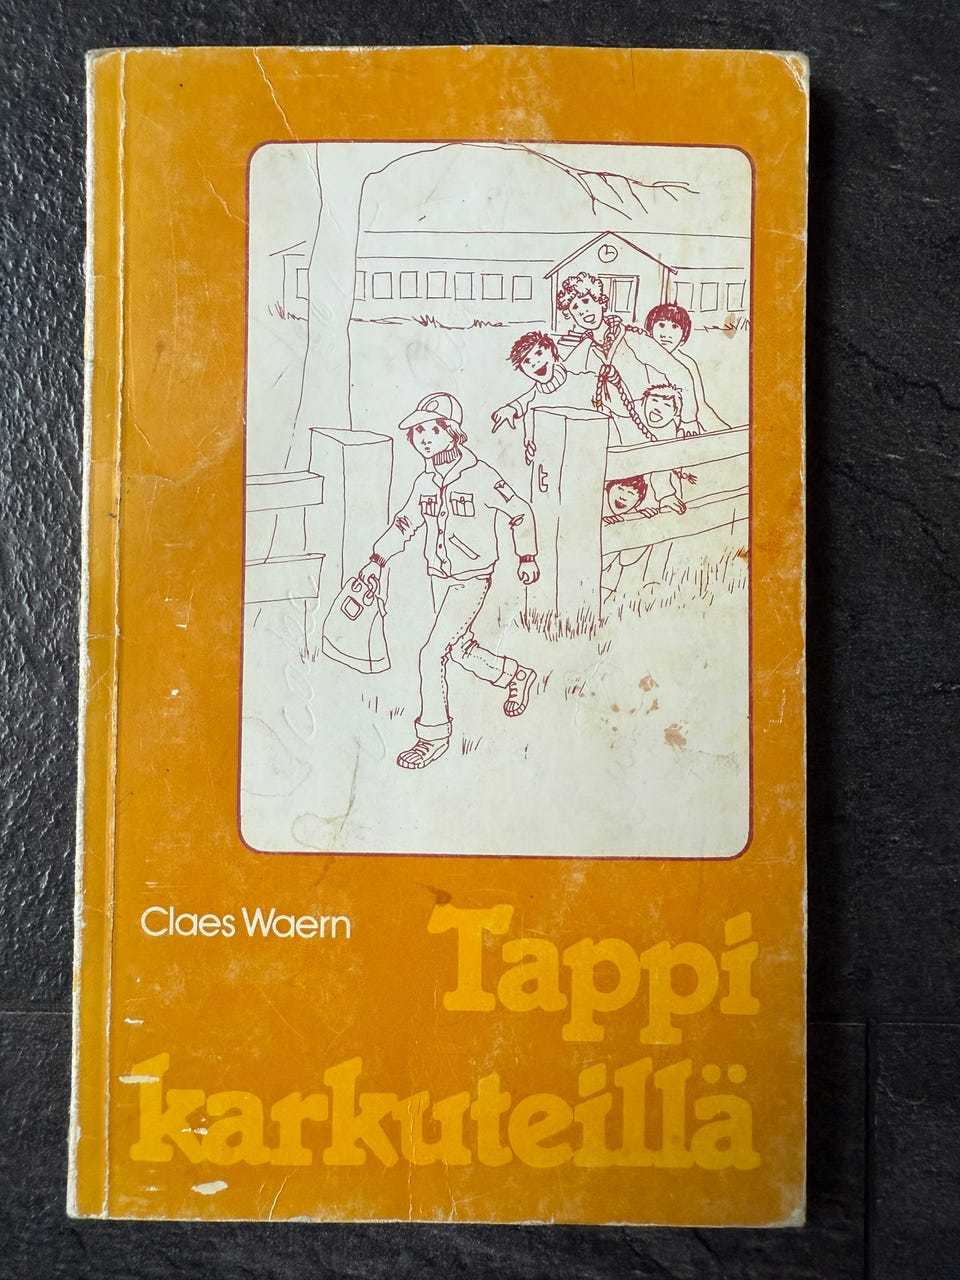 Claes Waern
Tappi
karkuteillä